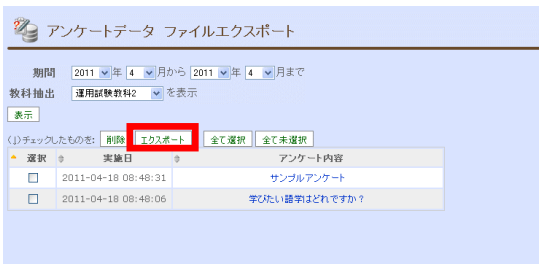 アンケートデータ ファイルエクスポート
期間 2011 年 4 月から 2011 年 4 月まで
教科抽出 運用試験教科2 を表示
表示
(↓)チェックしたものを: 削除 エクスポート 全て選択 全て未選択
選択 実施日 アンケート内容
2011-04-18 08:48:31 サンプルアンケート
2011-04-18 08:48:06 学びたい語学はどれですか？